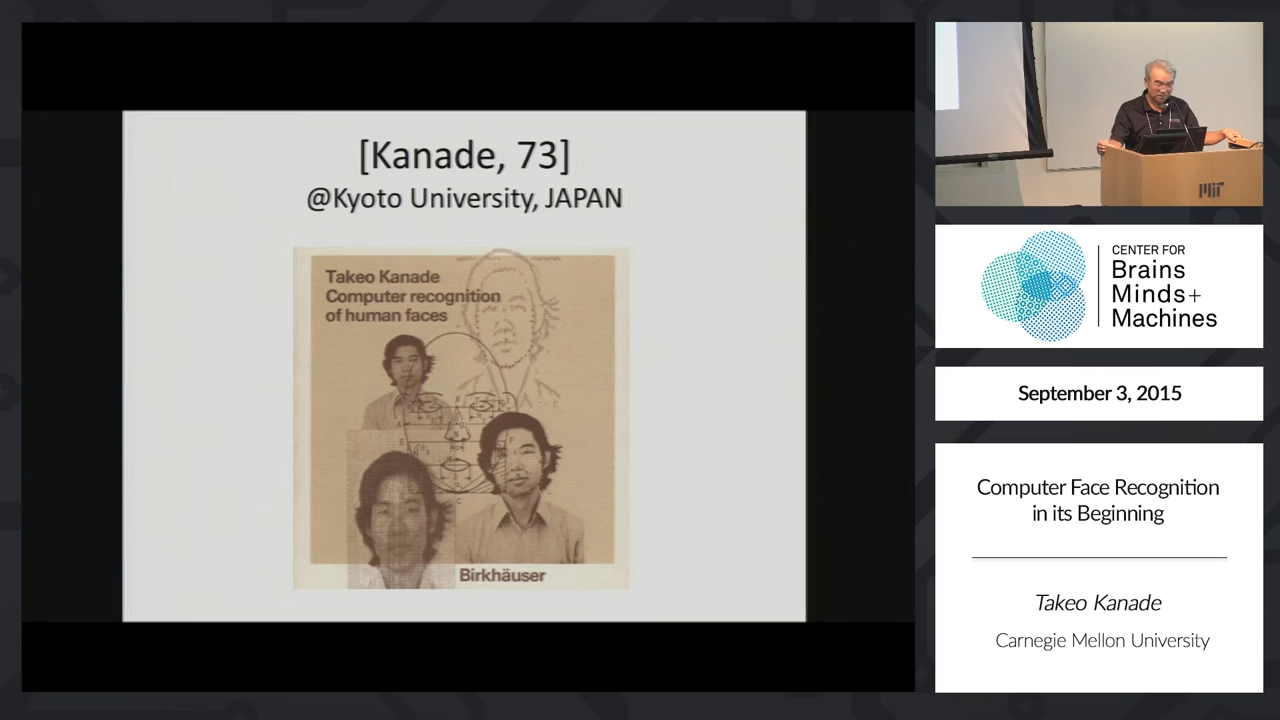 [Kanade, 73]
@Kyoto University, JAPAN
Takeo Kanade
Computer recognition
of human faces
Birkhäuser
MIT
CENTER FOR
Brains
Minds+
Machines
September 3, 2015
Computer Face Recognition
in its Beginning
Takeo Kanade
Carnegie Mellon University